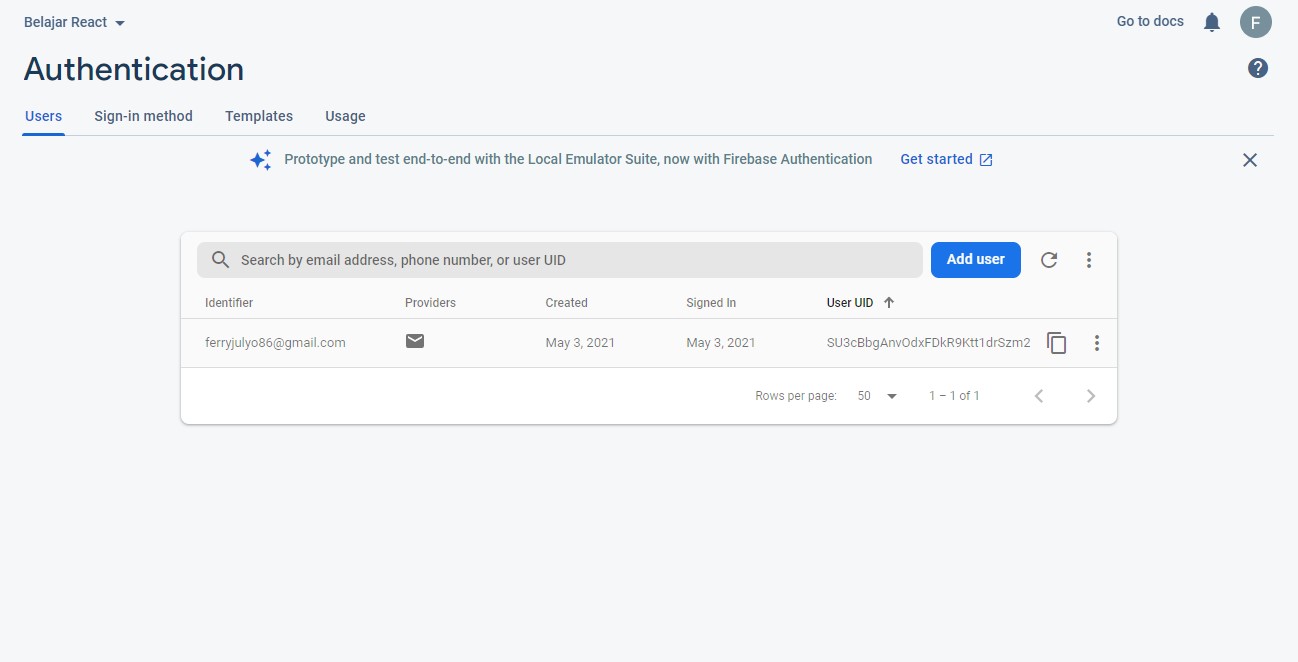 Belajar React
Go to docs
F
Authentication
?
Users Sign-in method Templates Usage
Prototype and test end-to-end with the Local Emulator Suite, now with Firebase Authentication Get started
Search by email address, phone number, or user UID
Add user
Identifier Providers Created Signed In User UID
ferryjulyo86@gmail.com May 3, 2021 May 3, 2021 SU3cBbgAnvOdxFDkR9Ktt1drSzm2
Rows per page: 50 1 – 1 of 1